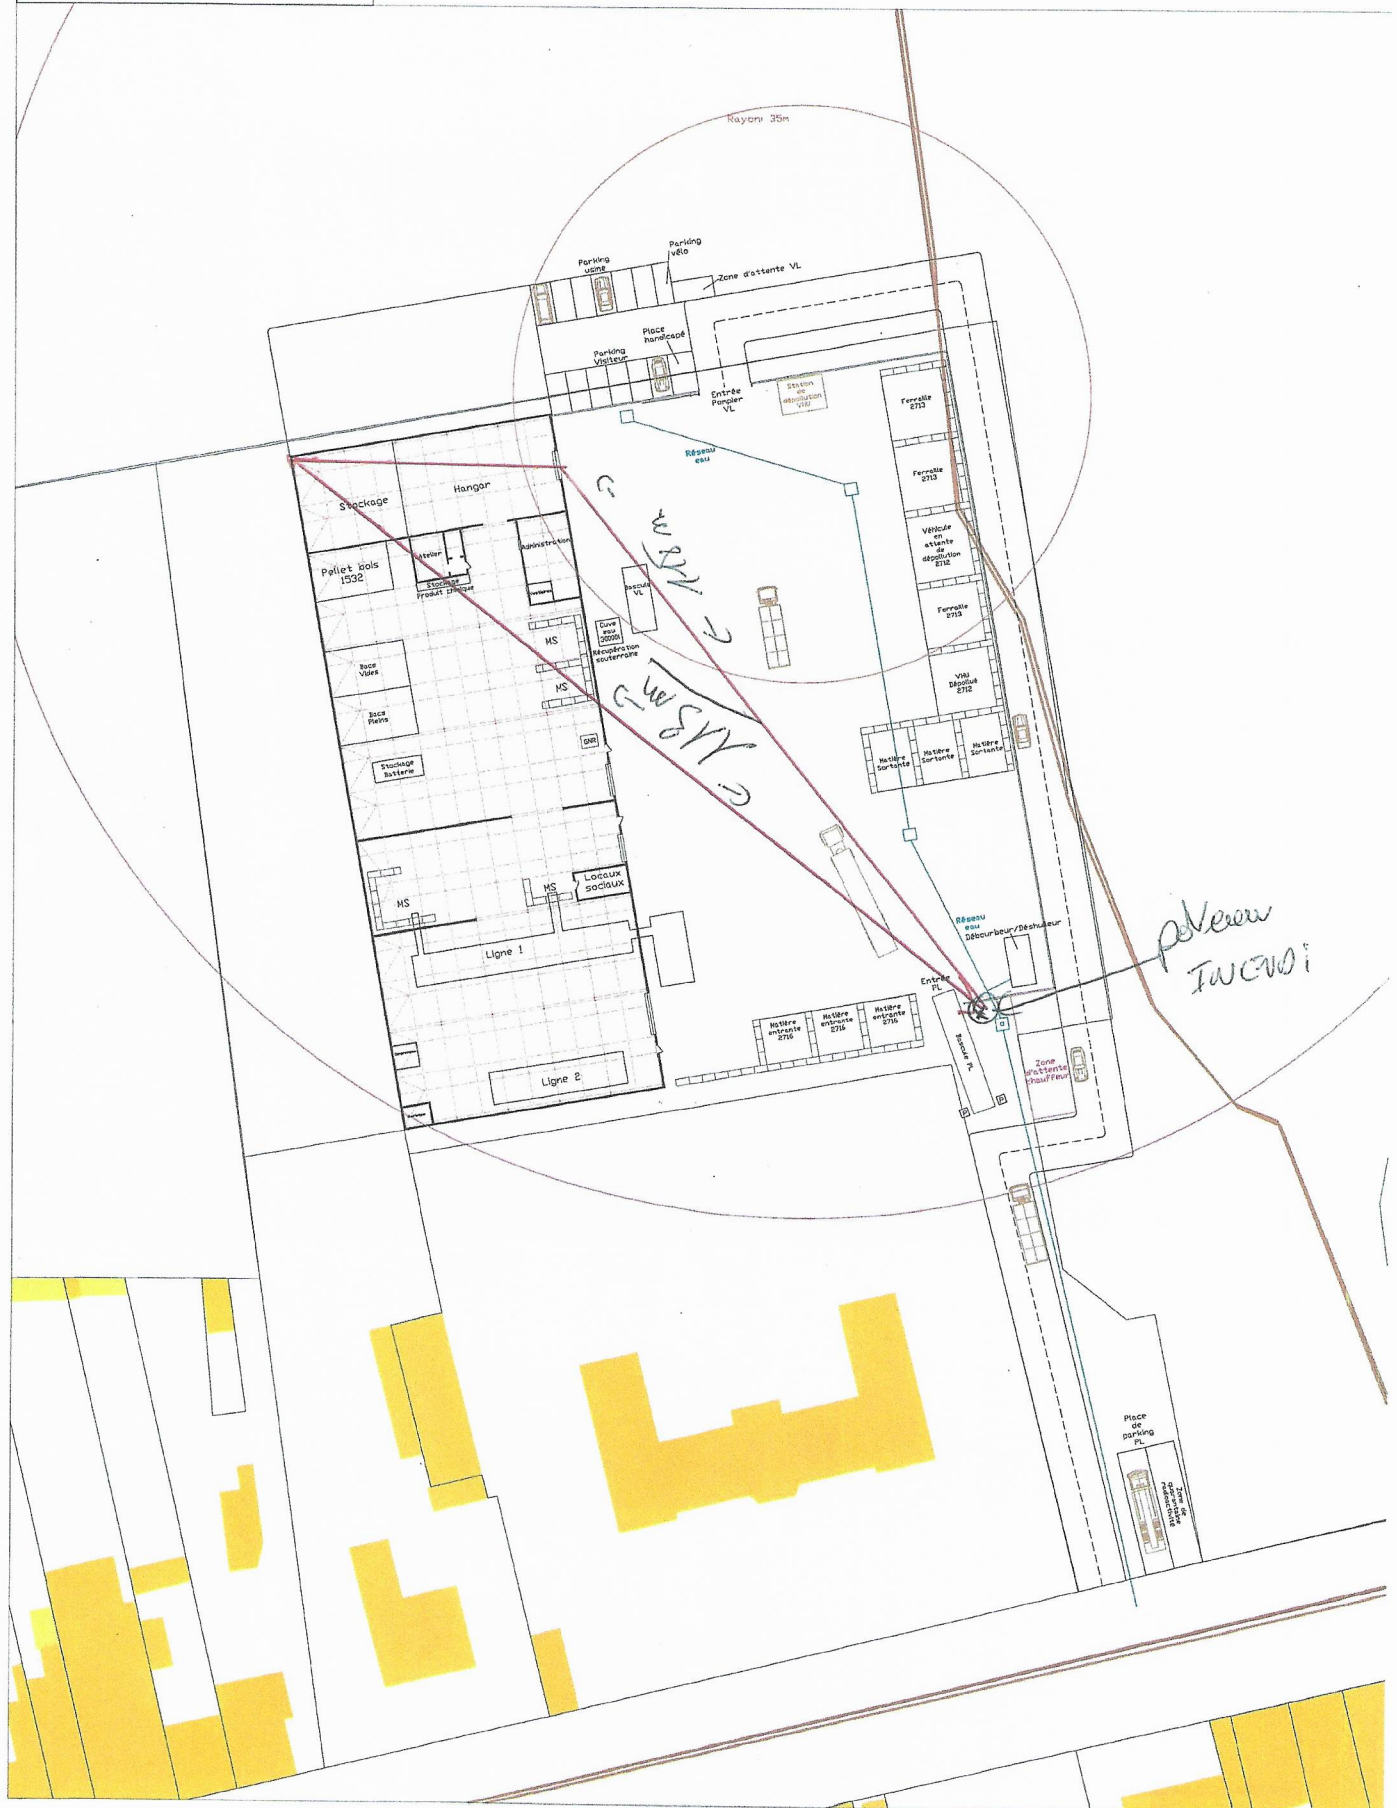 Rayon: 35m
Parking
vélo
Parking
usine
Zone d'attente VL
Place
handicapé
Parking
Visiteur
Entrée
Pompier
VL
Station
de
dépollution
VHU
Ferraille
2713
Réseau
eau
Ferraille
2713
Hangar
Stockage
Véhicule
en
attente
de
dépollution
2712
Administration
Atelier
Pellet bois
1532
Stockage
Produit chimique
Bascule
VL
Ferraille
2713
Cuve
eau
Récupération
souterraine
MS
Bacs
Vides
MS
VHU
Dépollué
2712
Bacs
Pleins
GNR
Matière
Sortante
Matière
Sortante
Matière
Sortante
Stockage
Batterie
Locaux
sociaux
MS
MS
Réseau
eau
Débourbeur/Déshuileur
Ligne 1
INCENDi
Entrée
PL
Matière
entrante
2716
Matière
entrante
2716
Matière
entrante
2716
Bascule PL
Zone
d'attente
chauffeur
Ligne 2
P
P
Place
de
parking
PL
Zone de
quarantaine
radioactivité